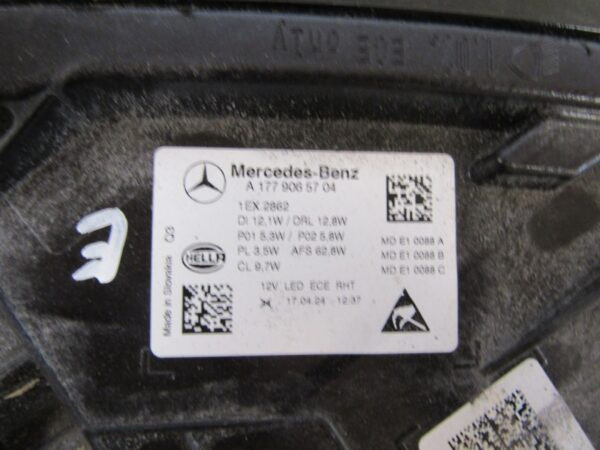 Mercedes-Benz
A 177 906 57 04
1EX.2862
DI 12,1W / DRL 12,8W
P01 5,3W / P02 5,8W
PL 3,5W AFS 62,8W
CL 9,7W
MD E1 0088 A
MD E1 0088 B
MD E1 0088 C
HELLA
12V LED ECE RHT
17.04.24 - 12:37
Made in Slovakia Q3
E